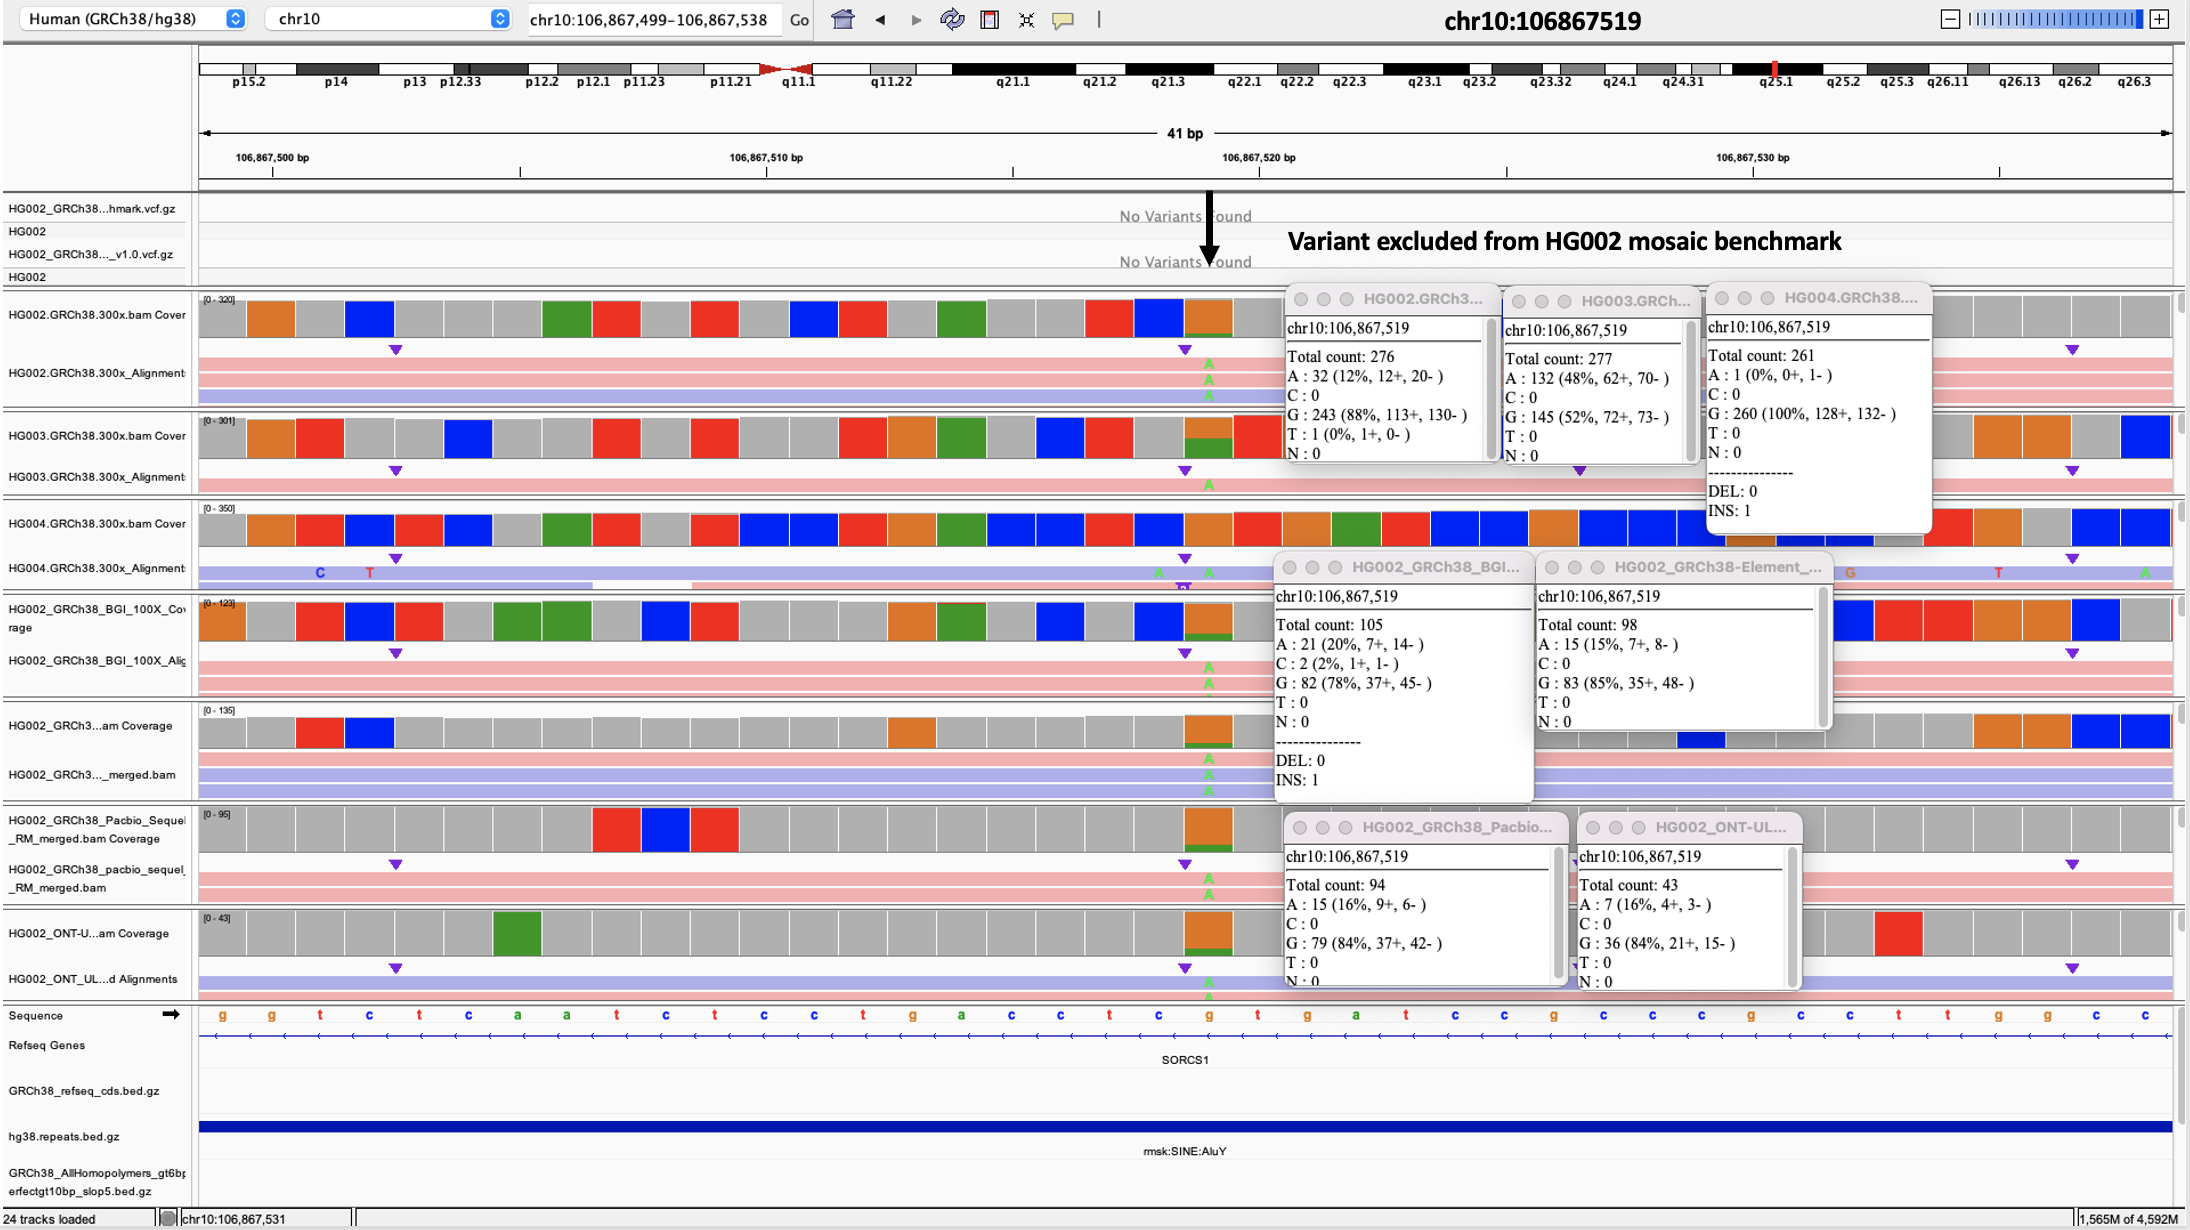 Human (GRCh38/hg38) chr10 chr10:106,867,499-106,867,538 Go chr10:106867519
p15.2 p14 p13 p12.33 p12.2 p12.1 p11.23 p11.21 q11.1 q11.22 q21.1 q21.2 q21.3 q22.1 q22.2 q22.3 q23.1 q23.2 q23.32 q24.1 q24.31 q25.1 q25.2 q25.3 q26.11 q26.13 q26.2 q26.3
41 bp
106,867,500 bp 106,867,510 bp 106,867,520 bp 106,867,530 bp
HG002_GRCh38...hmark.vcf.gz
No Variants Found
HG002
Variant excluded from HG002 mosaic benchmark
HG002_GRCh38..._v1.0.vcf.gz
No Variants Found
HG002
HG002.GRCh38.300x.bam Cover
[0 - 320]
HG002.GRCh38.300x_Alignment
A
A
A
HG002.GRCh3...
chr10:106,867,519
Total count: 276
A : 32 (12%, 12+, 20- )
C : 0
G : 243 (88%, 113+, 130- )
T : 1 (0%, 1+, 0- )
N : 0
HG003.GRCh...
chr10:106,867,519
Total count: 277
A : 132 (48%, 62+, 70- )
C : 0
G : 145 (52%, 72+, 73- )
T : 0
N : 0
HG004.GRCh38....
chr10:106,867,519
Total count: 261
A : 1 (0%, 0+, 1- )
C : 0
G : 260 (100%, 128+, 132- )
T : 0
N : 0
---------------
DEL: 0
INS: 1
HG003.GRCh38.300x.bam Cover
[0 - 301]
HG003.GRCh38.300x_Alignment
A
HG004.GRCh38.300x.bam Cover
[0 - 350]
HG004.GRCh38.300x_Alignment
C T A A G T A
HG002_GRCh38_BGI_100X_Cov
rage
[0 - 123]
HG002_GRCh38_BGI_100X_Alig
A
A
A
HG002_GRCh38_BGI...
chr10:106,867,519
Total count: 105
A : 21 (20%, 7+, 14- )
C : 2 (2%, 1+, 1- )
G : 82 (78%, 37+, 45- )
T : 0
N : 0
---------------
DEL: 0
INS: 1
HG002_GRCh38-Element_...
chr10:106,867,519
Total count: 98
A : 15 (15%, 7+, 8- )
C : 0
G : 83 (85%, 35+, 48- )
T : 0
N : 0
HG002_GRCh3...am Coverage
[0 - 135]
HG002_GRCh3..._merged.bam
A
A
A
HG002_GRCh38_Pacbio_Sequel
_RM_merged.bam Coverage
[0 - 95]
HG002_GRCh38_pacbio_sequel_
_RM_merged.bam
A
A
HG002_GRCh38_Pacbio...
chr10:106,867,519
Total count: 94
A : 15 (16%, 9+, 6- )
C : 0
G : 79 (84%, 37+, 42- )
T : 0
N : 0
HG002_ONT-UL...
chr10:106,867,519
Total count: 43
A : 7 (16%, 4+, 3- )
C : 0
G : 36 (84%, 21+, 15- )
T : 0
N : 0
HG002_ONT-U...am Coverage
[0 - 43]
HG002_ONT_UL...d Alignments
A
A
Sequence g g t c t c a a t c t c c t g a c c t c g t g a t c c g c c c g c c t t g g c c
Refseq Genes
SORCS1
GRCh38_refseq_cds.bed.gz
hg38.repeats.bed.gz
rmsk:SINE:AluY
GRCh38_AllHomopolymers_gt6bp
erfectgt10bp_slop5.bed.gz
24 tracks loaded chr10:106,867,531 1,565M of 4,592M